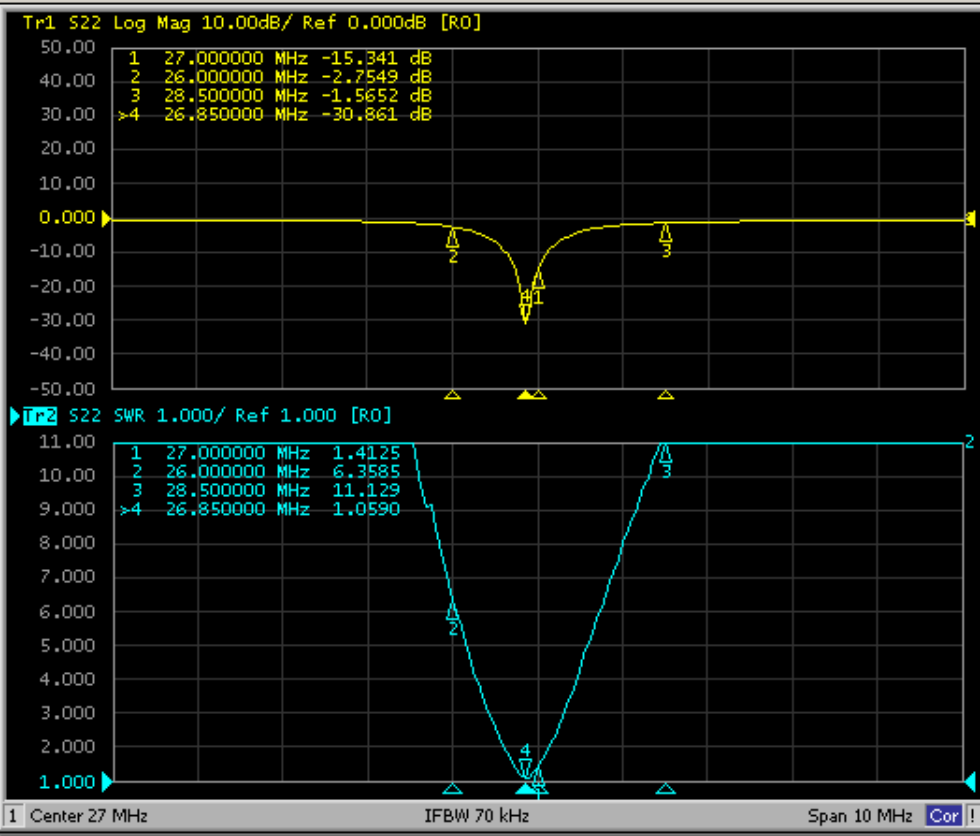 Tr1 S22 Log Mag 10.00dB/ Ref 0.000dB [RO]
50.00
1 27.000000 MHz -15.341 dB
2 26.000000 MHz -2.7549 dB
40.00
3 28.500000 MHz -1.5652 dB
>4 26.850000 MHz -30.861 dB
30.00
20.00
10.00
0.000
-10.00
2
3
-20.00
4
1
-30.00
-40.00
-50.00
Tr2 S22 SWR 1.000/ Ref 1.000 [RO]
11.00
2
1 27.000000 MHz 1.4125
2 26.000000 MHz 6.3585
10.00
3
3 28.500000 MHz 11.129
9.000
>4 26.850000 MHz 1.0590
8.000
7.000
6.000
2
5.000
4.000
3.000
2.000
4
1.000
1 Center 27 MHz IFBW 70 kHz Span 10 MHz Cor !